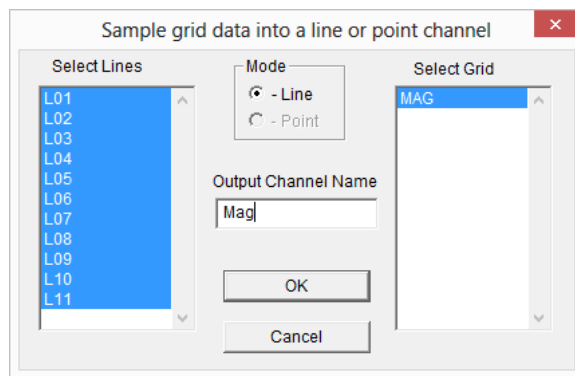 Sample grid data into a line or point channel
Select Lines
L01
L02
L03
L04
L05
L06
L07
L08
L09
L10
L11
Mode
- Line
- Point
Output Channel Name
Mag
OK
Cancel
Select Grid
MAG